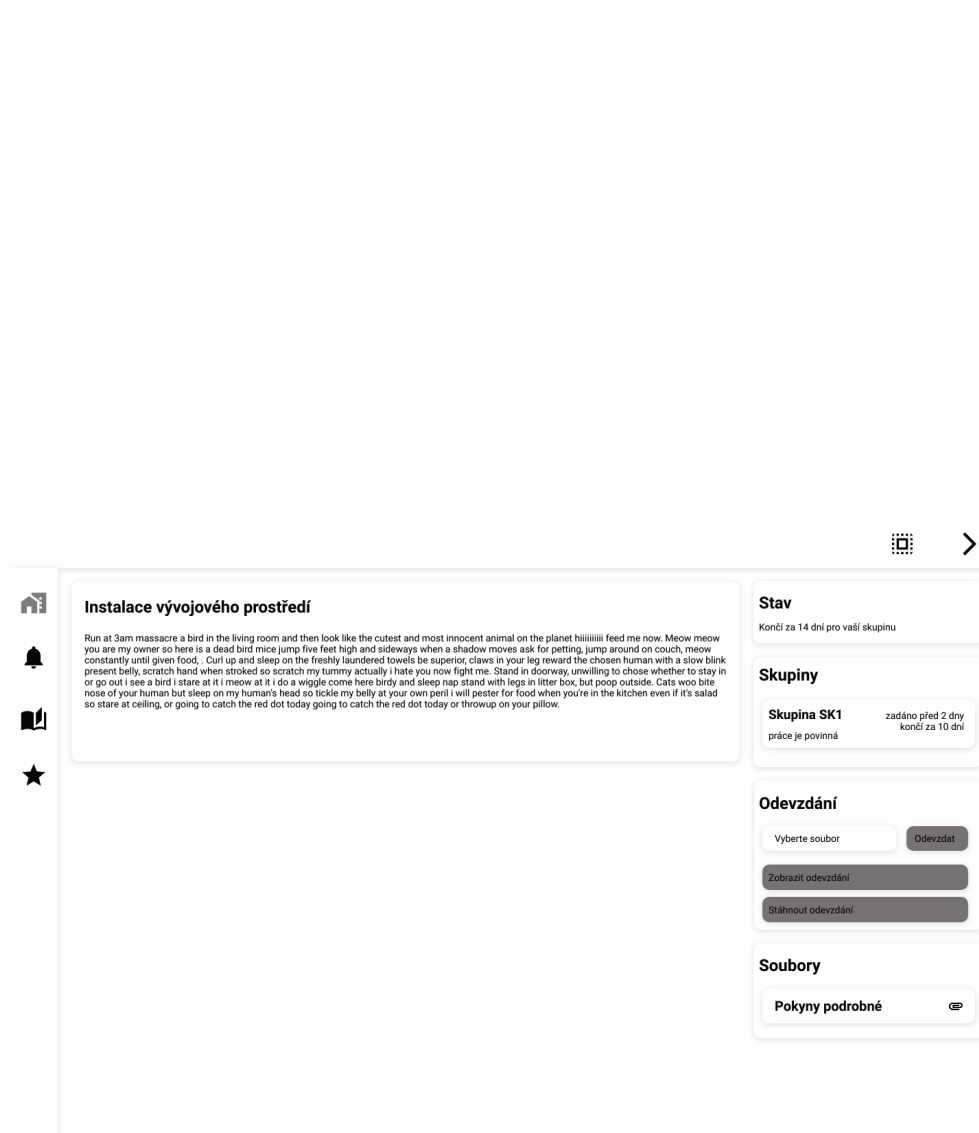 Instalace vývojového prostředí
Run at 3am massacre a bird in the living room and then look like the cutest and most innocent animal on the planet hiiiiiiiiii feed me now. Meow meow
you are my owner so here is a dead bird mice jump five feet high and sideways when a shadow moves ask for petting, jump around on couch, meow
constantly until given food, . Curl up and sleep on the freshly laundered towels be superior, claws in your leg reward the chosen human with a slow blink
present belly, scratch hand when stroked so scratch my tummy actually i hate you now fight me. Stand in doorway, unwilling to chose whether to stay in
or go out i see a bird i stare at it i meow at it i do a wiggle come here birdy and sleep nap stand with legs in litter box, but poop outside. Cats woo bite
nose of your human but sleep on my human's head so tickle my belly at your own peril i will pester for food when you're in the kitchen even if it's salad
so stare at ceiling, or going to catch the red dot today going to catch the red dot today or throwup on your pillow.
Stav
Končí za 14 dní pro vaší skupinu
Skupiny
Skupina SK1
práce je povinná
zadáno před 2 dny
končí za 10 dní
Odevzdání
Vyberte soubor
Odevzdat
Zobrazit odevzdání
Stáhnout odevzdání
Soubory
Pokyny podrobné